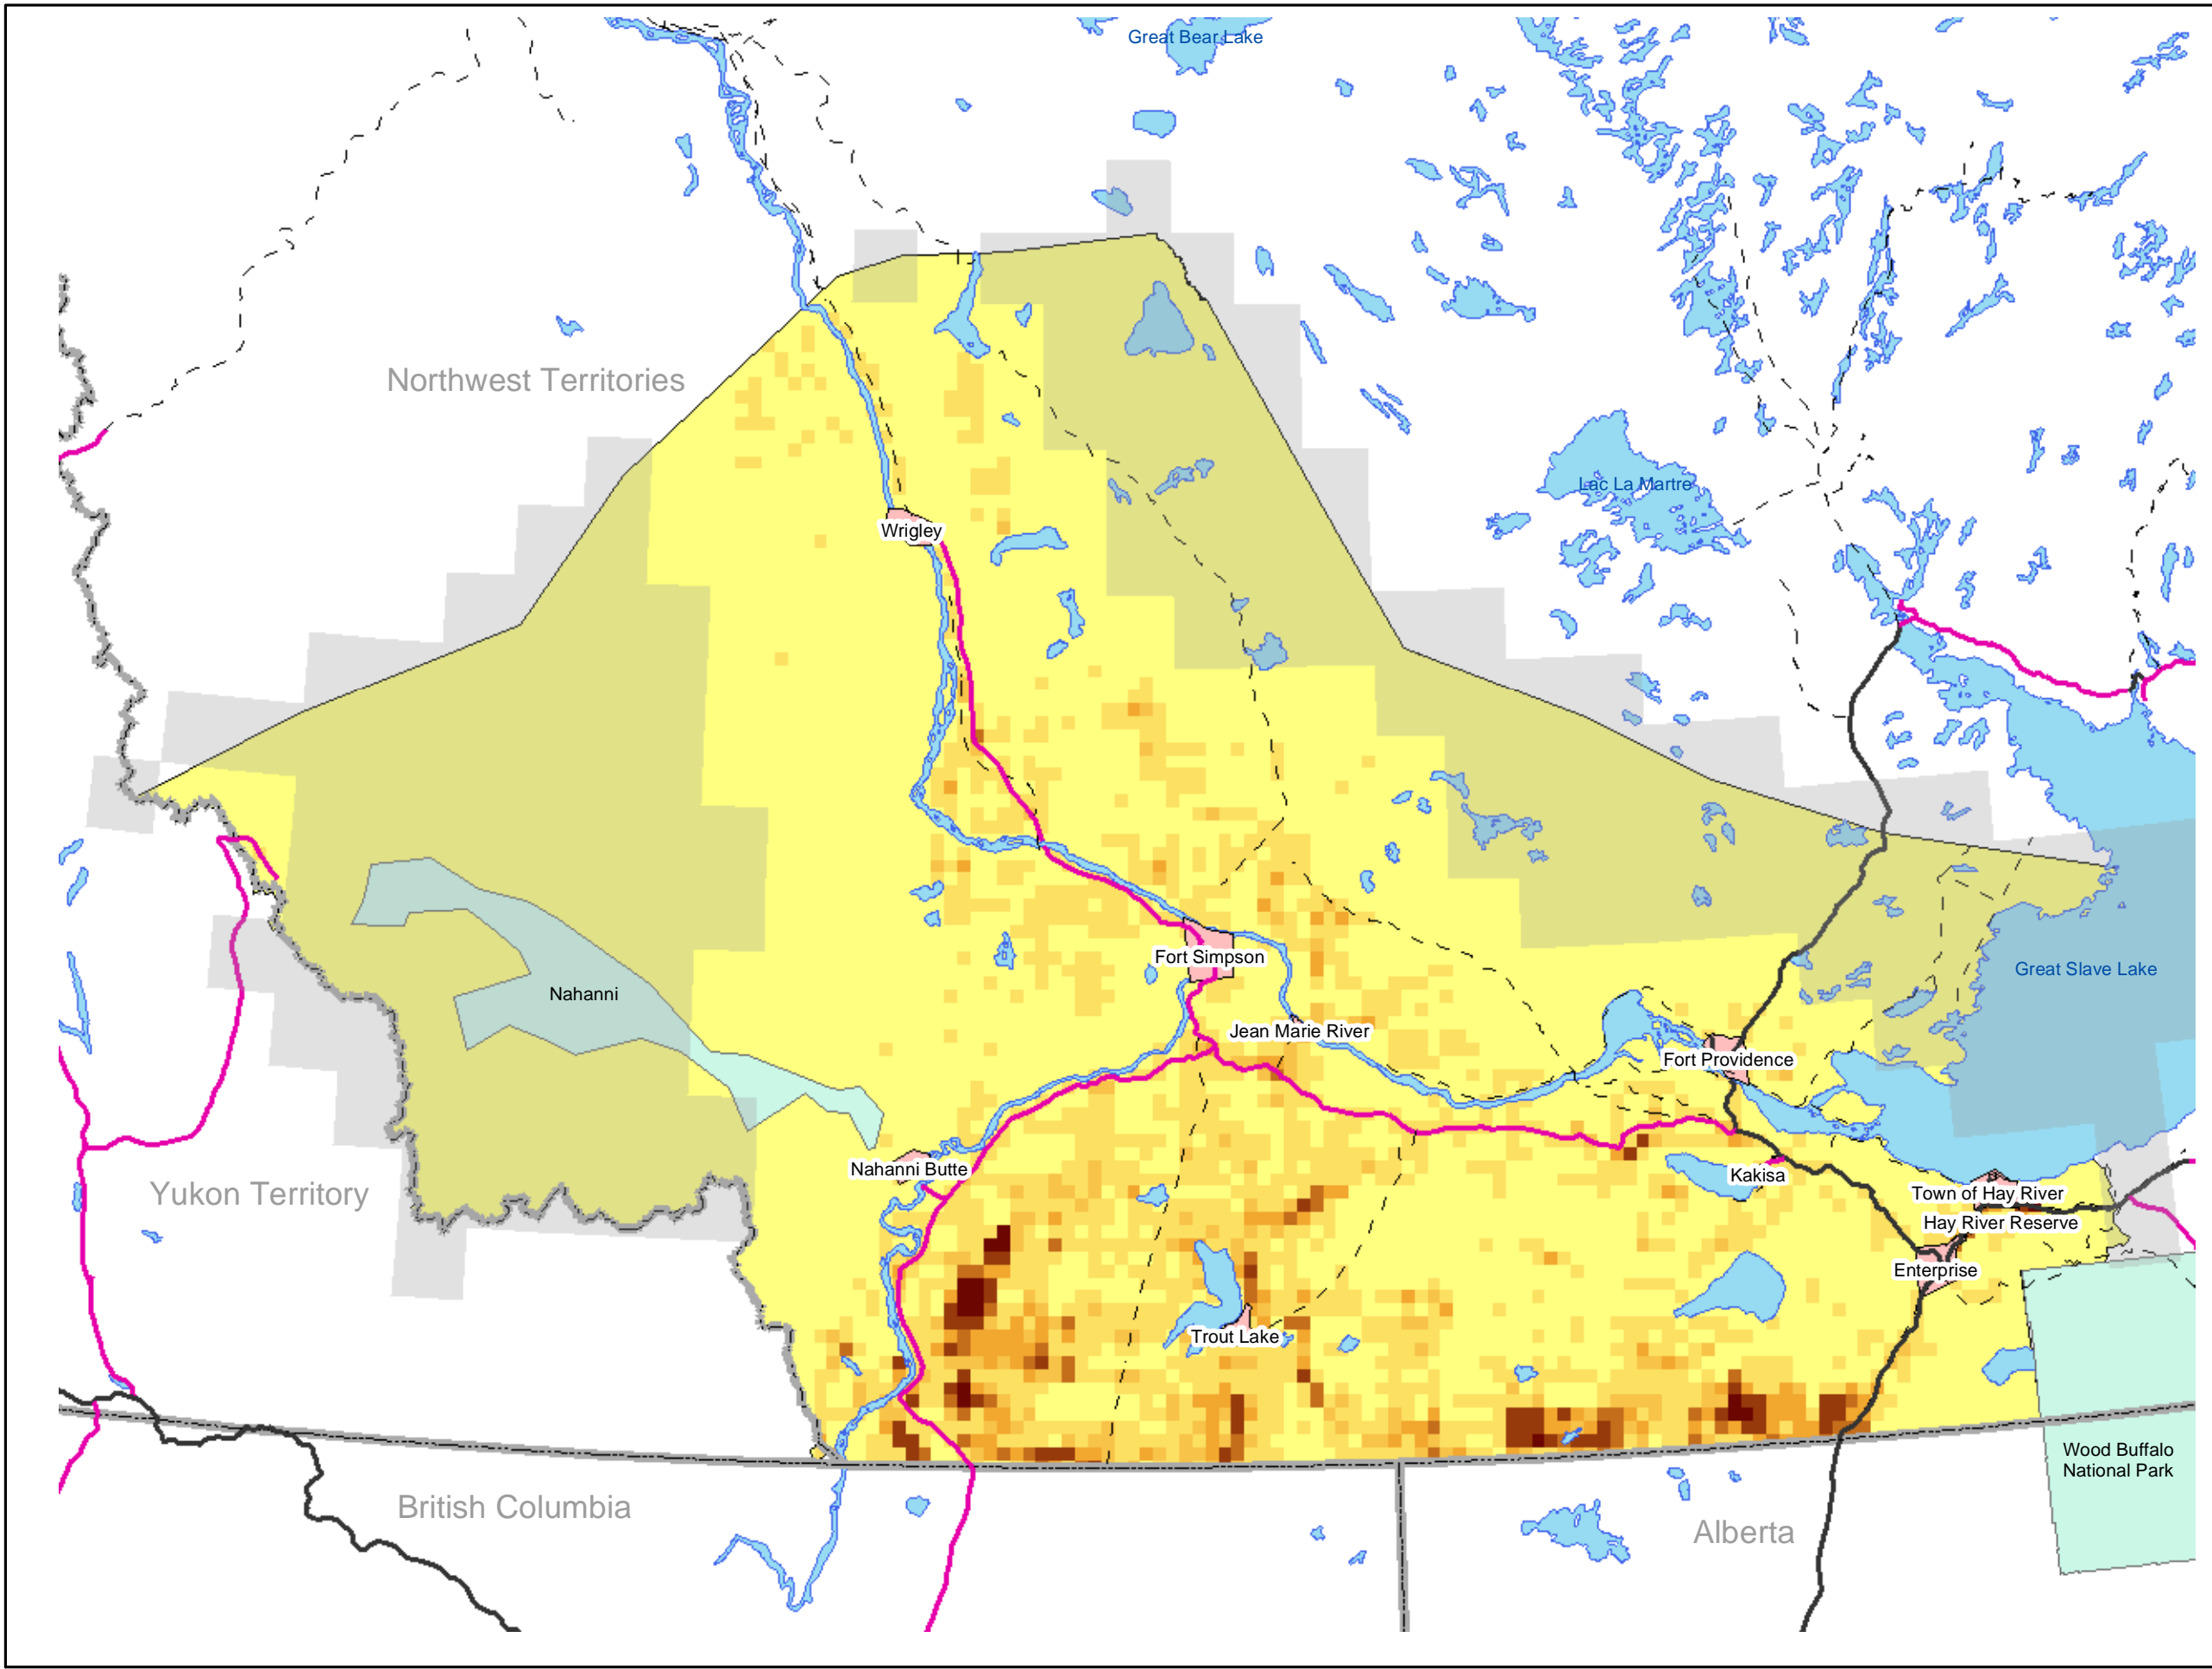 Great Bear Lake
Northwest Territories
Lac La Martre
Wrigley
Fort Simpson
Great Slave Lake
Nahanni
Jean Marie River
Fort Providence
Nahanni Butte
Kakisa
Yukon Territory
Town of Hay River
Hay River Reserve
Enterprise
Trout Lake
Wood Buffalo
National Park
British Columbia
Alberta